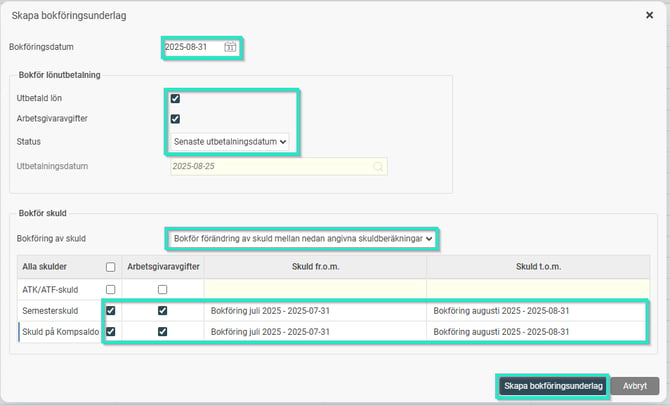 Skapa bokföringsunderlag
Bokföringsdatum 2025-08-31 31
Bokför lönutbetalning
Utbetald lön
Arbetsgivaravgifter
Status Senaste utbetalningsdatum
Utbetalningsdatum 2025-08-25
Bokför skuld
Bokföring av skuld Bokför förändring av skuld mellan nedan angivna skuldberäkningar
Alla skulder Arbetsgivaravgifter Skuld fr.o.m. Skuld t.o.m.
ATK/ATF-skuld
Semesterskuld Bokföring juli 2025 - 2025-07-31 Bokföring augusti 2025 - 2025-08-31
Skuld på Kompsaldo Bokföring juli 2025 - 2025-07-31 Bokföring augusti 2025 - 2025-08-31
Skapa bokföringsunderlag Avbryt